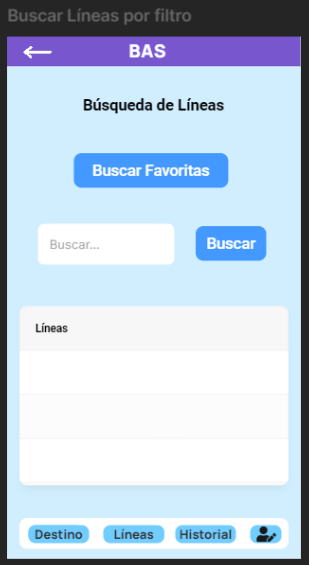 Buscar Líneas por filtro
BAS
Búsqueda de Líneas
Buscar Favoritas
Buscar...
Buscar
Líneas
Destino
Líneas
Historial